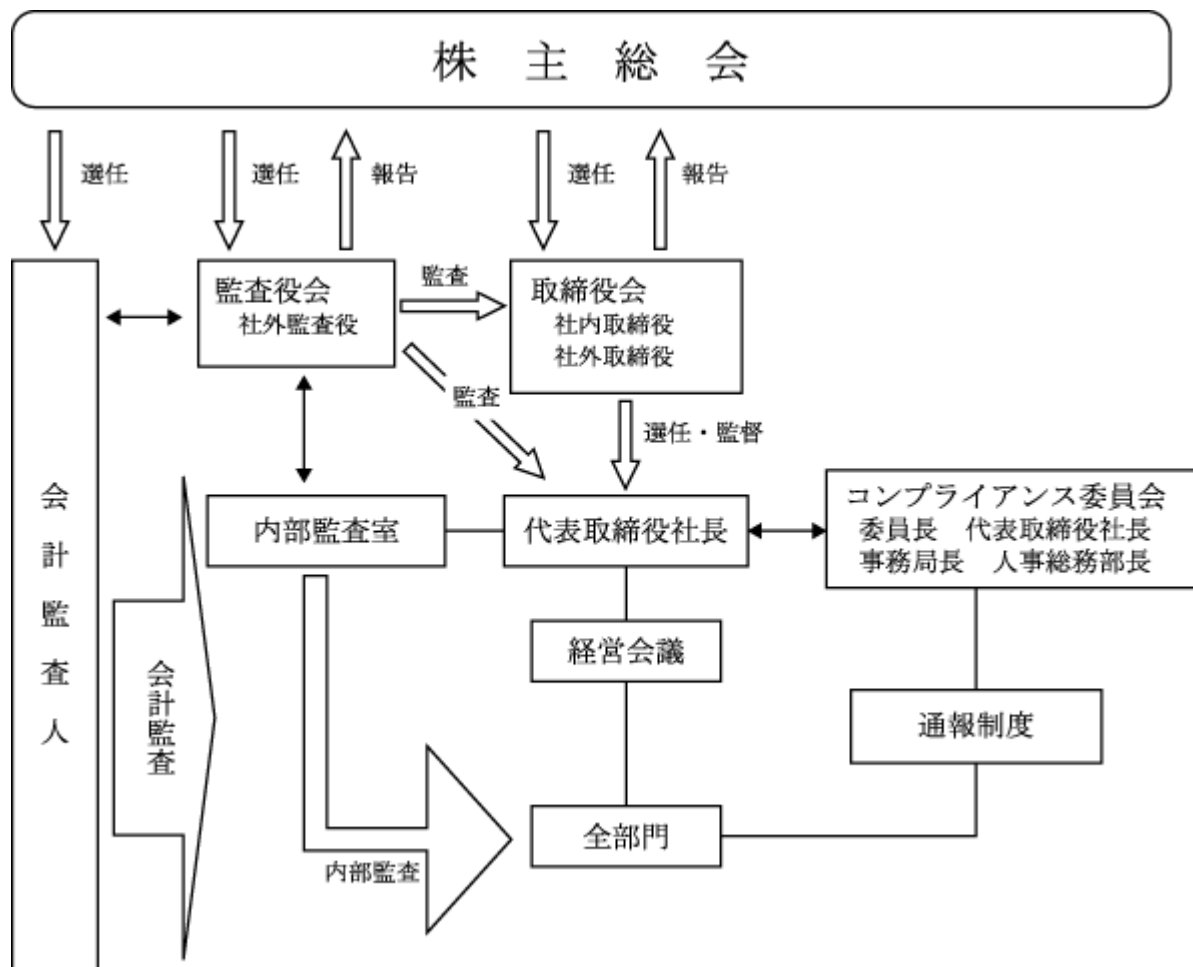 株主総会
選任
選任
報告
選任
報告
監査役会
社外監査役
監査
取締役会
社内取締役
社外取締役
監査
選任・監督
会計監査人
会計監査
内部監査室
代表取締役社長
コンプライアンス委員会
委員長 代表取締役社長
事務局長 人事総務部長
経営会議
通報制度
全部門
内部監査